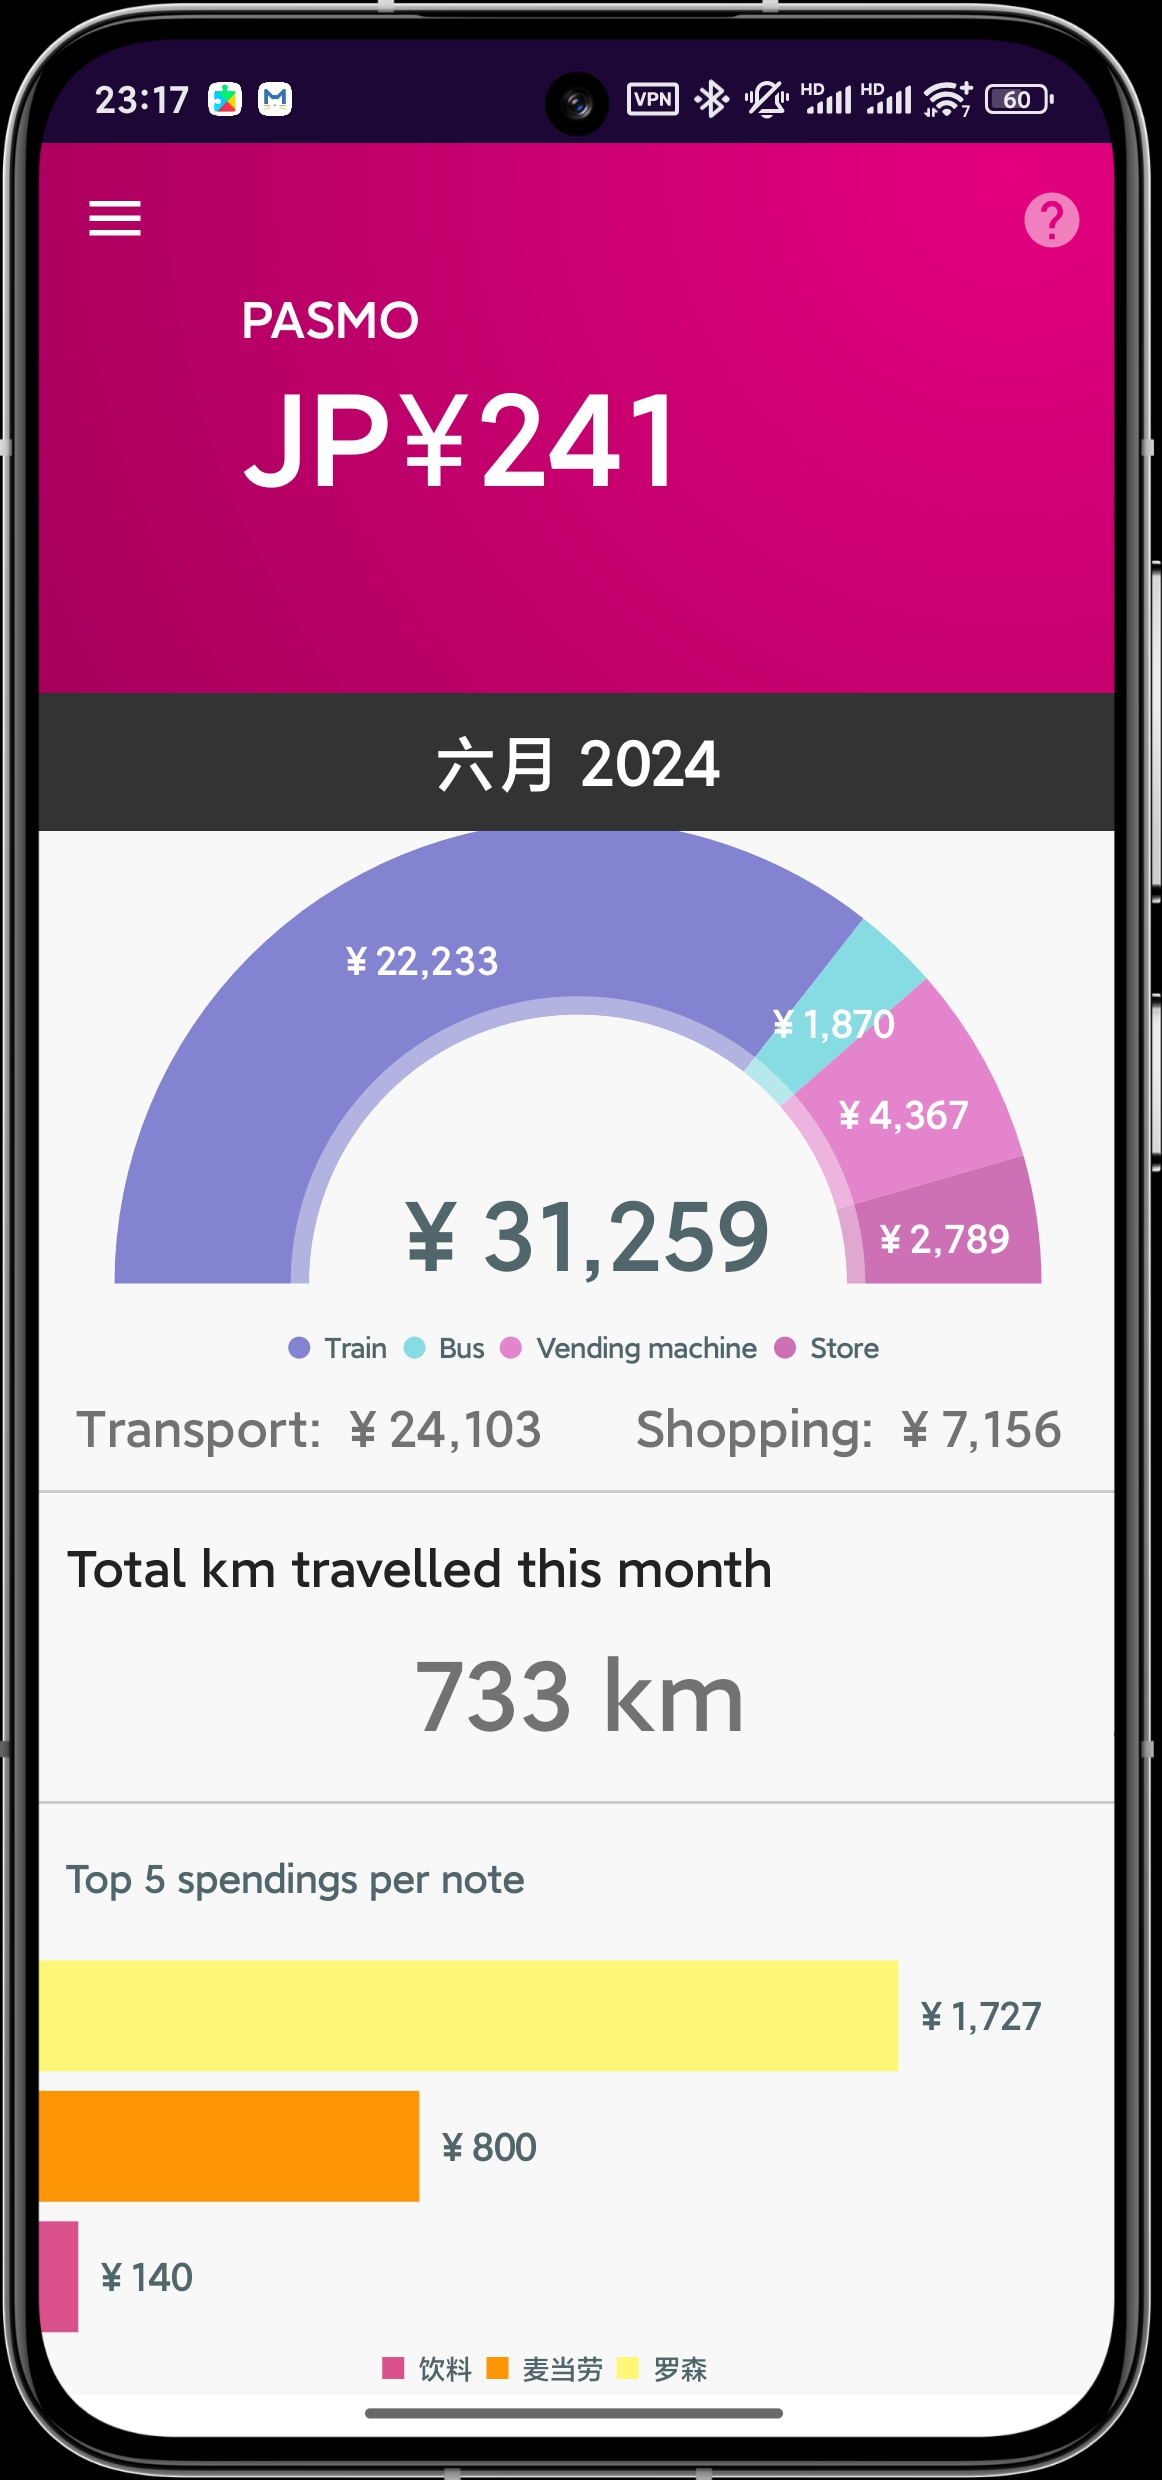 23:17 VPN HD HD 7 60
?
PASMO
JP¥241
六月 2024
¥ 22,233
¥ 1,870
¥ 4,367
¥ 2,789
¥ 31,259
Train Bus Vending machine Store
Transport: ¥ 24,103 Shopping: ¥ 7,156
Total km travelled this month
733 km
Top 5 spendings per note
¥ 1,727
¥ 800
¥ 140
饮料 麦当劳 罗森